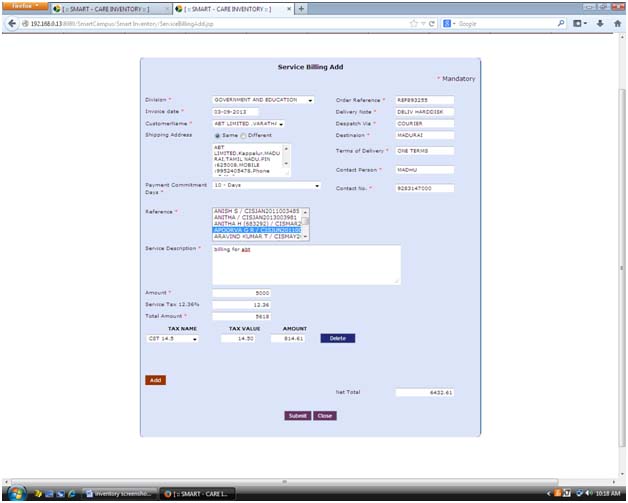 Firefox
[ :: SMART - CARE INVENTORY :: ]
[ :: SMART - CARE INVENTORY :: ]
192.168.0.13:8080/SmartCampus/Smart Inventory/ServiceBillingAdd.jsp
Google
Service Billing Add
* Mandatory
Division * GOVERNMENT AND EDUCATION
Order Reference * REF893255
Invoice date * 03-09-2013
Delivery Note * DELIV HARDDISK
CustomerName * ABT LIMITED .,VARATHA
Despatch Via * COURIER
Shipping Address Same Different
Destinaion * MADURAI
ABT
LIMITED,Kappalur,MADU
RAI,TAMIL NADU,PIN
:625008,MOBILE
:9952405476,Phone
Terms of Delivery * ONE TERMS
Contact Person * MADHU
Payment Commitment
Days * 10 - Days
Contact No. * 9283147000
Reference *
ANISH S / CISJAN2011003485
ANITHA / CISJAN2013003981
ANITHA H (683292) / CISMAR2
APOORVA G R / CISJUN201100
ARAVIND KUMAR T / CISMAY20
Service Description * billing for abt
Amount * 5000
Service Tax 12.36% 12.36
Total Amount * 5618
TAX NAME TAX VALUE AMOUNT
CST 14.5 14.50 814.61 Delete
Add
Net Total 6432.61
Submit Close
inventory screensho...
[ :: SMART - CARE I...
10:18 AM